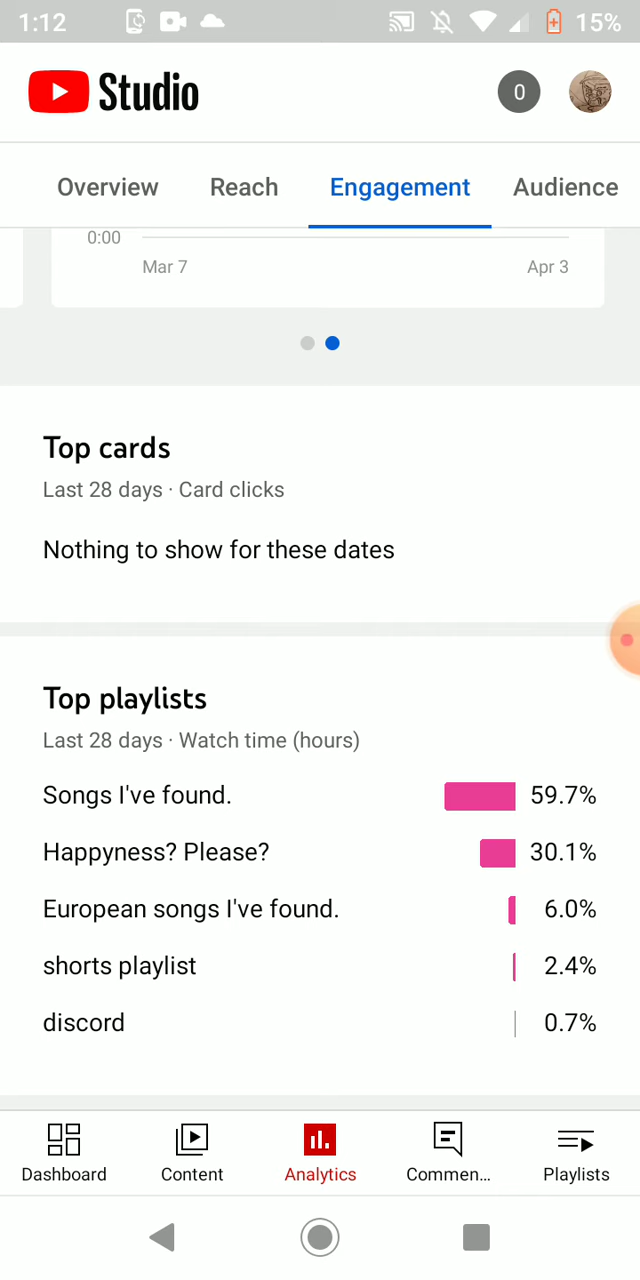 1:12
15%
Studio
0
Overview Reach Engagement Audience
0:00
Mar 7 Apr 3
Top cards
Last 28 days · Card clicks
Nothing to show for these dates
Top playlists
Last 28 days · Watch time (hours)
Songs I've found. 59.7%
Happyness? Please? 30.1%
European songs I've found. 6.0%
shorts playlist 2.4%
discord 0.7%
Dashboard Content Analytics Commen... Playlists